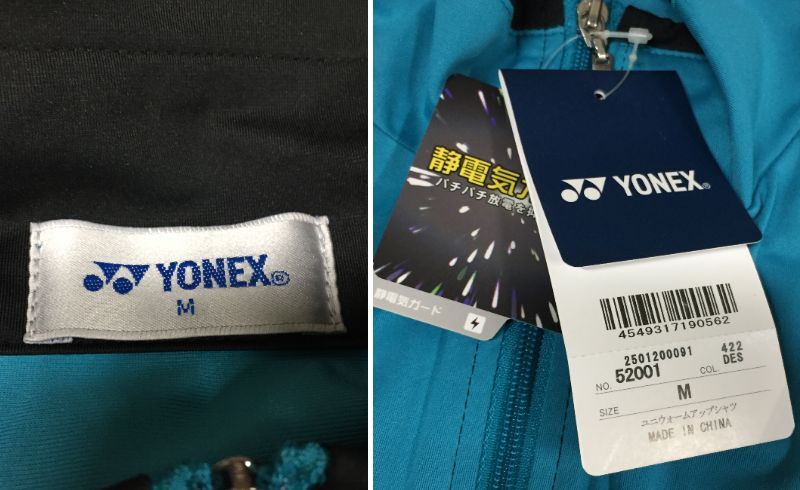 YONEX®
M
静電気ガ
パチパチ放電を
静電気ガード
YONEX®
4549317190562
2501200091
NO. 52001
COL. 422
DES
SIZE M
ユニウォームアップシャツ
MADE IN CHINA